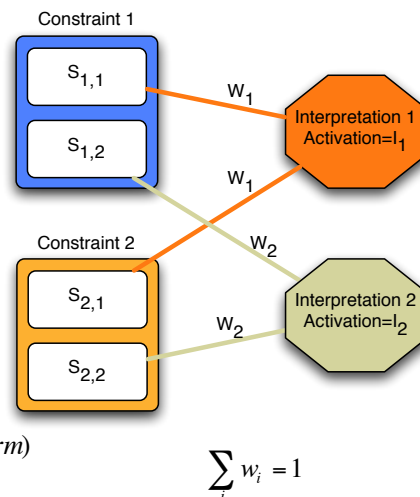 Constraint 1
S1,1
w1
Interpretation 1
Activation=I1
S1,2
w1
Constraint 2
w2
S2,1
w2
Interpretation 2
Activation=I2
S2,2
rm)
∑ wi = 1